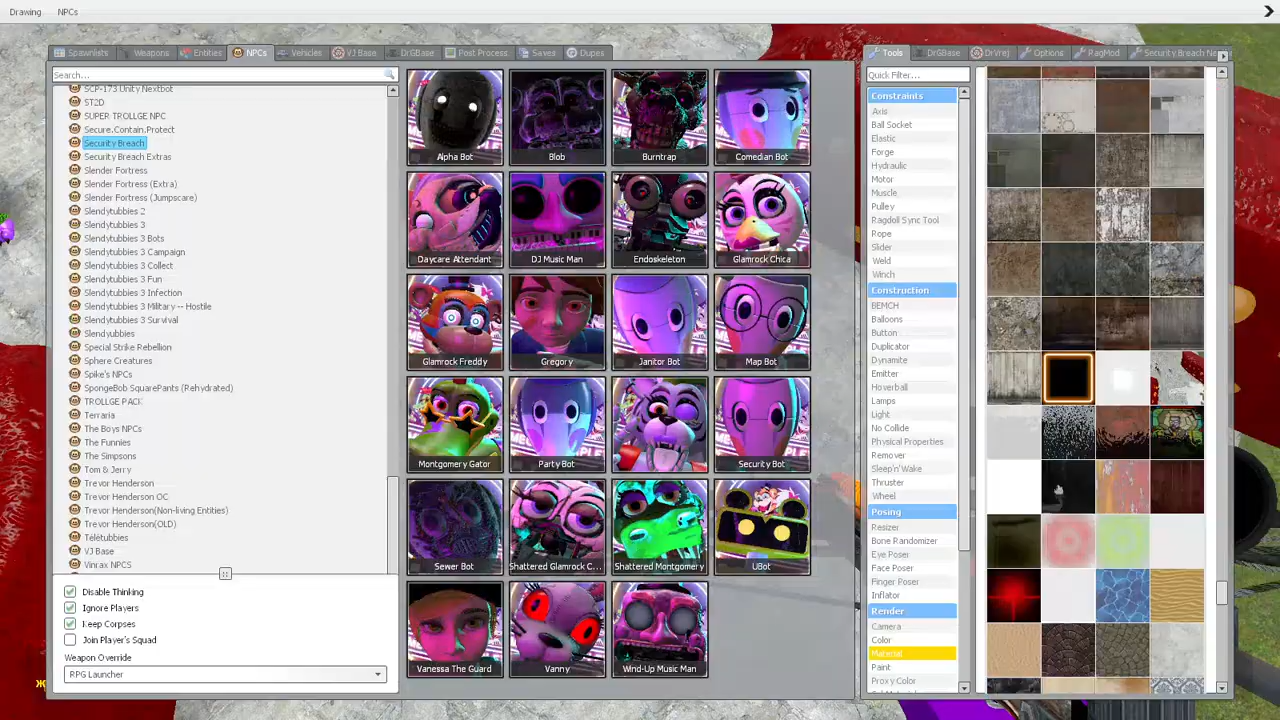 Drawing NPCs
Spawnlists Weapons Entities NPCs Vehicles VJ Base DrGBase Post Process Saves Dupes
Search...
SCP-173 Unity Nextbot
ST2D
SUPER TROLLGE NPC
Secure.Contain.Protect
Security Breach
Security Breach Extras
Slender Fortress
Slender Fortress (Extra)
Slender Fortress (Jumpscare)
Slendytubbies 2
Slendytubbies 3
Slendytubbies 3 Bots
Slendytubbies 3 Campaign
Slendytubbies 3 Collect
Slendytubbies 3 Fun
Slendytubbies 3 Infection
Slendytubbies 3 Military -- Hostile
Slendytubbies 3 Survival
Slendyubbies
Special Strike Rebellion
Sphere Creatures
Spike's NPCs
SpongeBob SquarePants (Rehydrated)
TROLLGE PACK
Terraria
The Boys NPCs
The Funnies
The Simpsons
Tom & Jerry
Trevor Henderson
Trevor Henderson OC
Trevor Henderson(Non-living Entities)
Trevor Henderson(OLD)
Teletubbies
VJ Base
Vinrax NPCS
Disable Thinking
Ignore Players
Keep Corpses
Join Player's Squad
Weapon Override
RPG Launcher
Alpha Bot Blob Burntrap Comedian Bot
Daycare Attendant DJ Music Man Endoskeleton Glamrock Chica
Glamrock Freddy Gregory Janitor Bot Map Bot
Montgomery Gator Party Bot Security Bot
Sewer Bot Shattered Glamrock C... Shattered Montgomery UBot
Vanessa The Guard Vanny Wind-Up Music Man
Tools DrGBase (DrVre) Options RagMod Security Breach Ne
Quick Filter...
Constraints
Axis
Ball Socket
Elastic
Forge
Hydraulic
Motor
Muscle
Pulley
Ragdoll Sync Tool
Rope
Slider
Weld
Winch
Construction
BEMCH
Balloons
Button
Duplicator
Dynamite
Emitter
Hoverball
Lamps
Light
No Collide
Physical Properties
Remover
Sleep'n'Wake
Thruster
Wheel
Posing
Resizer
Bone Randomizer
Eye Poser
Face Poser
Finger Poser
Inflator
Render
Camera
Color
Material
Paint
Proxy Color